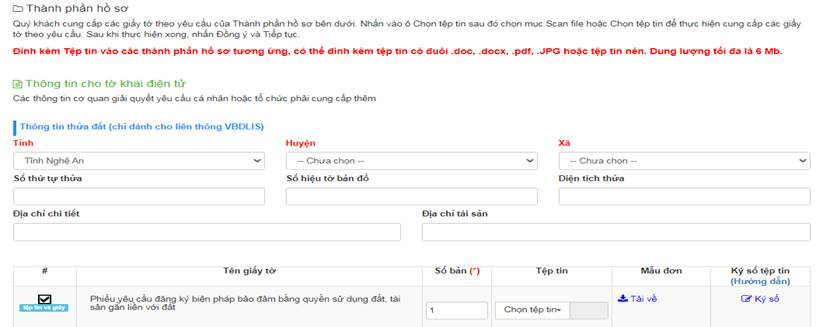 Thành phần hồ sơ
Quý khách cung cấp các giấy tờ theo yêu cầu của Thành phần hồ sơ bên dưới. Nhấn vào ô Chọn tệp tin sau đó chọn mục Scan file hoặc Chọn tệp tin để thực hiện cung cấp các giấy
tờ theo yêu cầu. Sau khi thực hiện xong, nhấn Đồng ý và Tiếp tục.
Đính kèm Tệp tin vào các thành phần hồ sơ tương ứng, có thể đính kèm tệp tin có đuôi .doc, .docx, .pdf, .JPG hoặc tệp tin nén. Dung lượng tối đa là 6 Mb.
Thông tin cho tờ khai điện tử
Các thông tin cơ quan giải quyết yêu cầu cá nhân hoặc tổ chức phải cung cấp thêm
Thông tin thửa đất (chỉ dành cho liên thông VBDLIS)
Tỉnh Huyện Xã
Tỉnh Nghệ An -- Chưa chọn -- -- Chưa chọn --
Số thứ tự thửa Số hiệu tờ bản đồ Diện tích thửa
Địa chỉ chi tiết Địa chỉ tài sản
# Tên giấy tờ Số bản (*) Tệp tin Mẫu đơn Ký số tệp tin
(Hướng dẫn)
Phiếu yêu cầu đăng ký biện pháp bảo đảm bằng quyền sử dụng đất, tài
sản gắn liền với đất
tệp tin và giấy 1 Chọn tệp tin Tải về Ký số